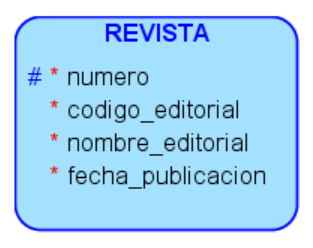 REVISTA
# * numero
* codigo_editorial
* nombre_editorial
* fecha_publicacion